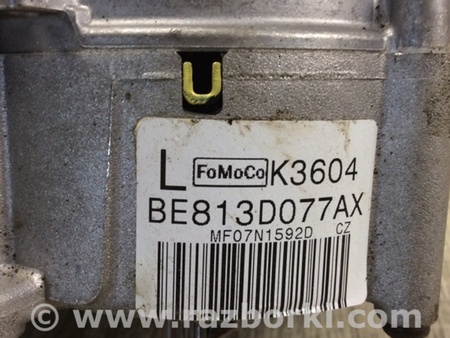 L FoMoCo K3604
BE813D077AX
MF07N1592D CZ
© www.razborki.com